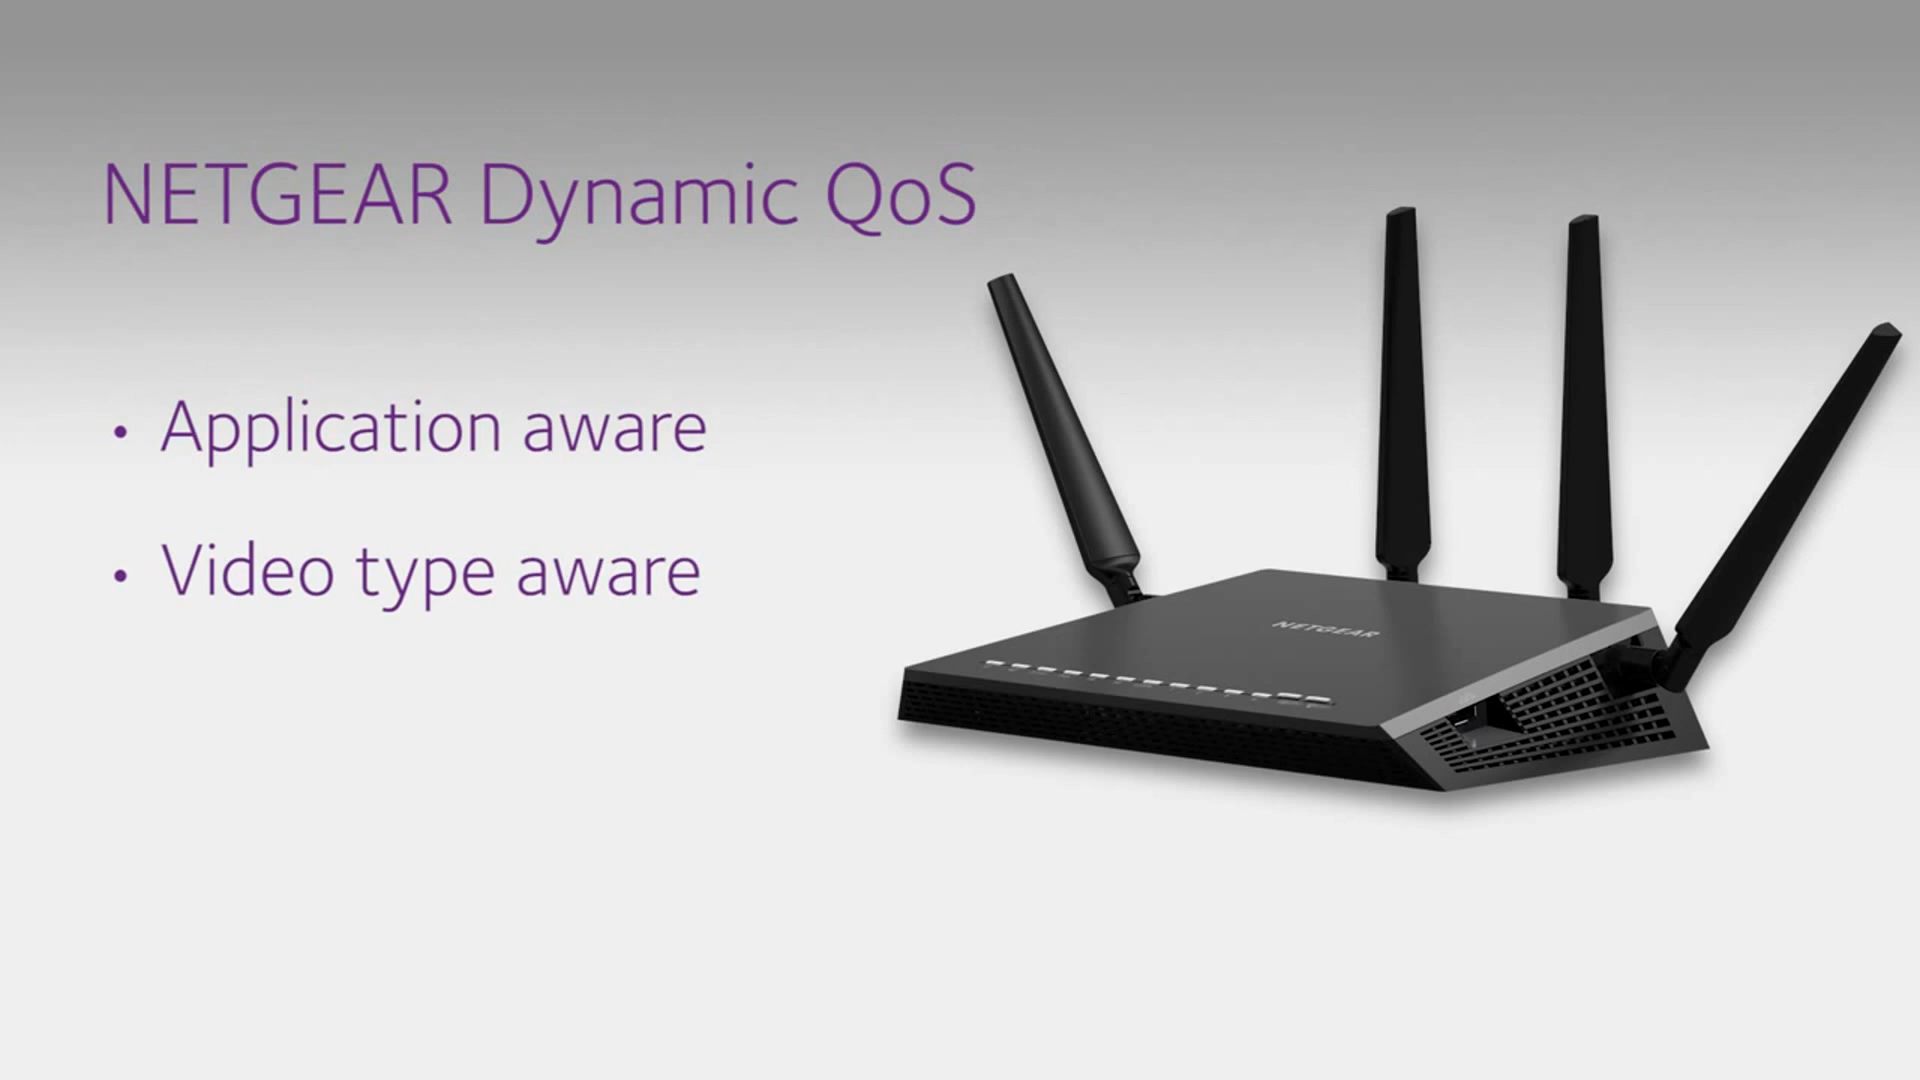 NETGEAR Dynamic QoS
• Application aware
• Video type aware
NETGEAR